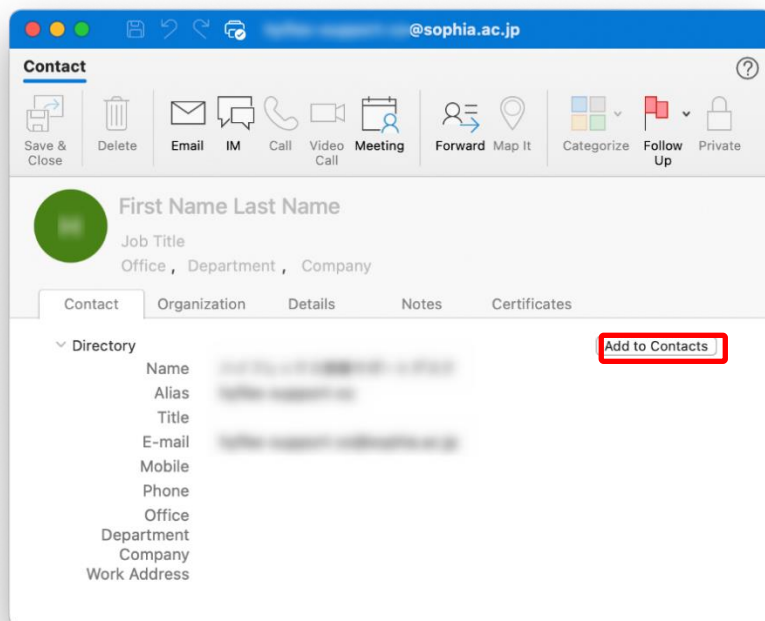 @sophia.ac.jp
Contact
Save & Close
Delete
Email
IM
Call
Video Call
Meeting
Forward
Map It
Categorize
Follow Up
Private
First Name Last Name
Job Title
Office , Department , Company
Contact Organization Details Notes Certificates
Directory
Add to Contacts
Name
Alias
Title
E-mail
Mobile
Phone
Office
Department
Company
Work Address